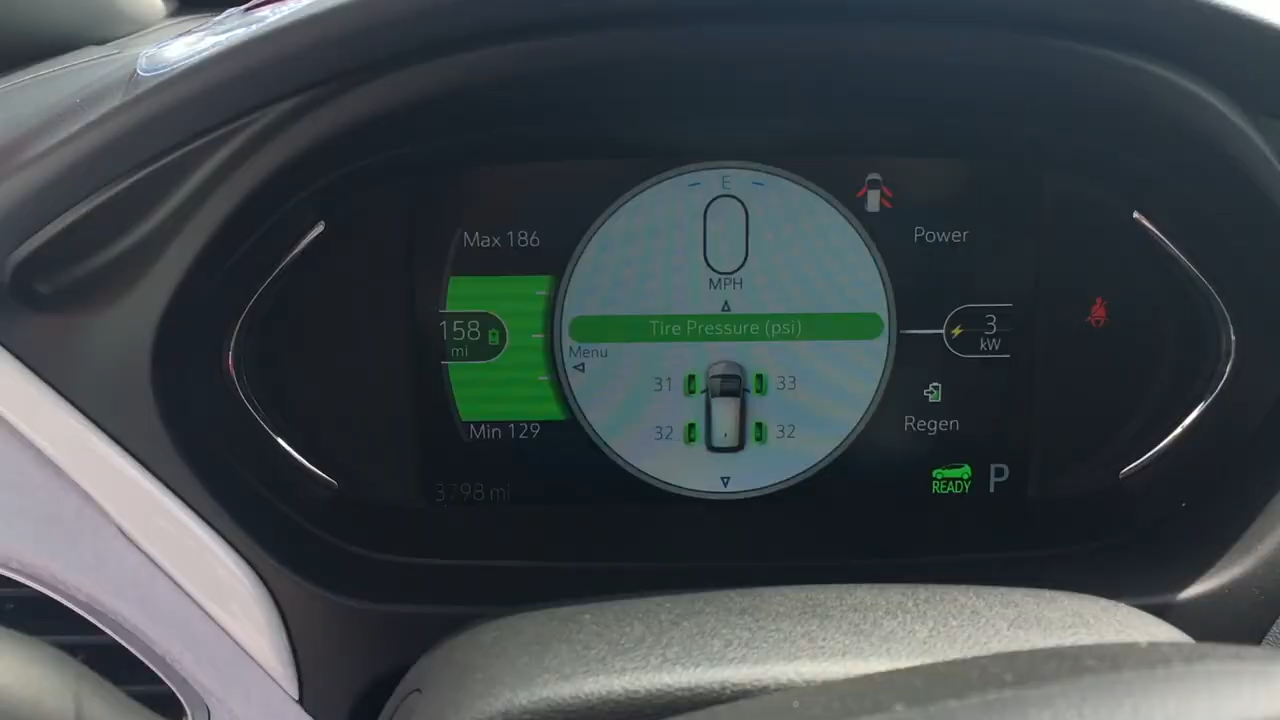 E
0
MPH
Max 186
Power
Tire Pressure (psi)
158
mi
3
kW
Menu
31
33
32
32
Min 129
Regen
READY
P
3798 mi